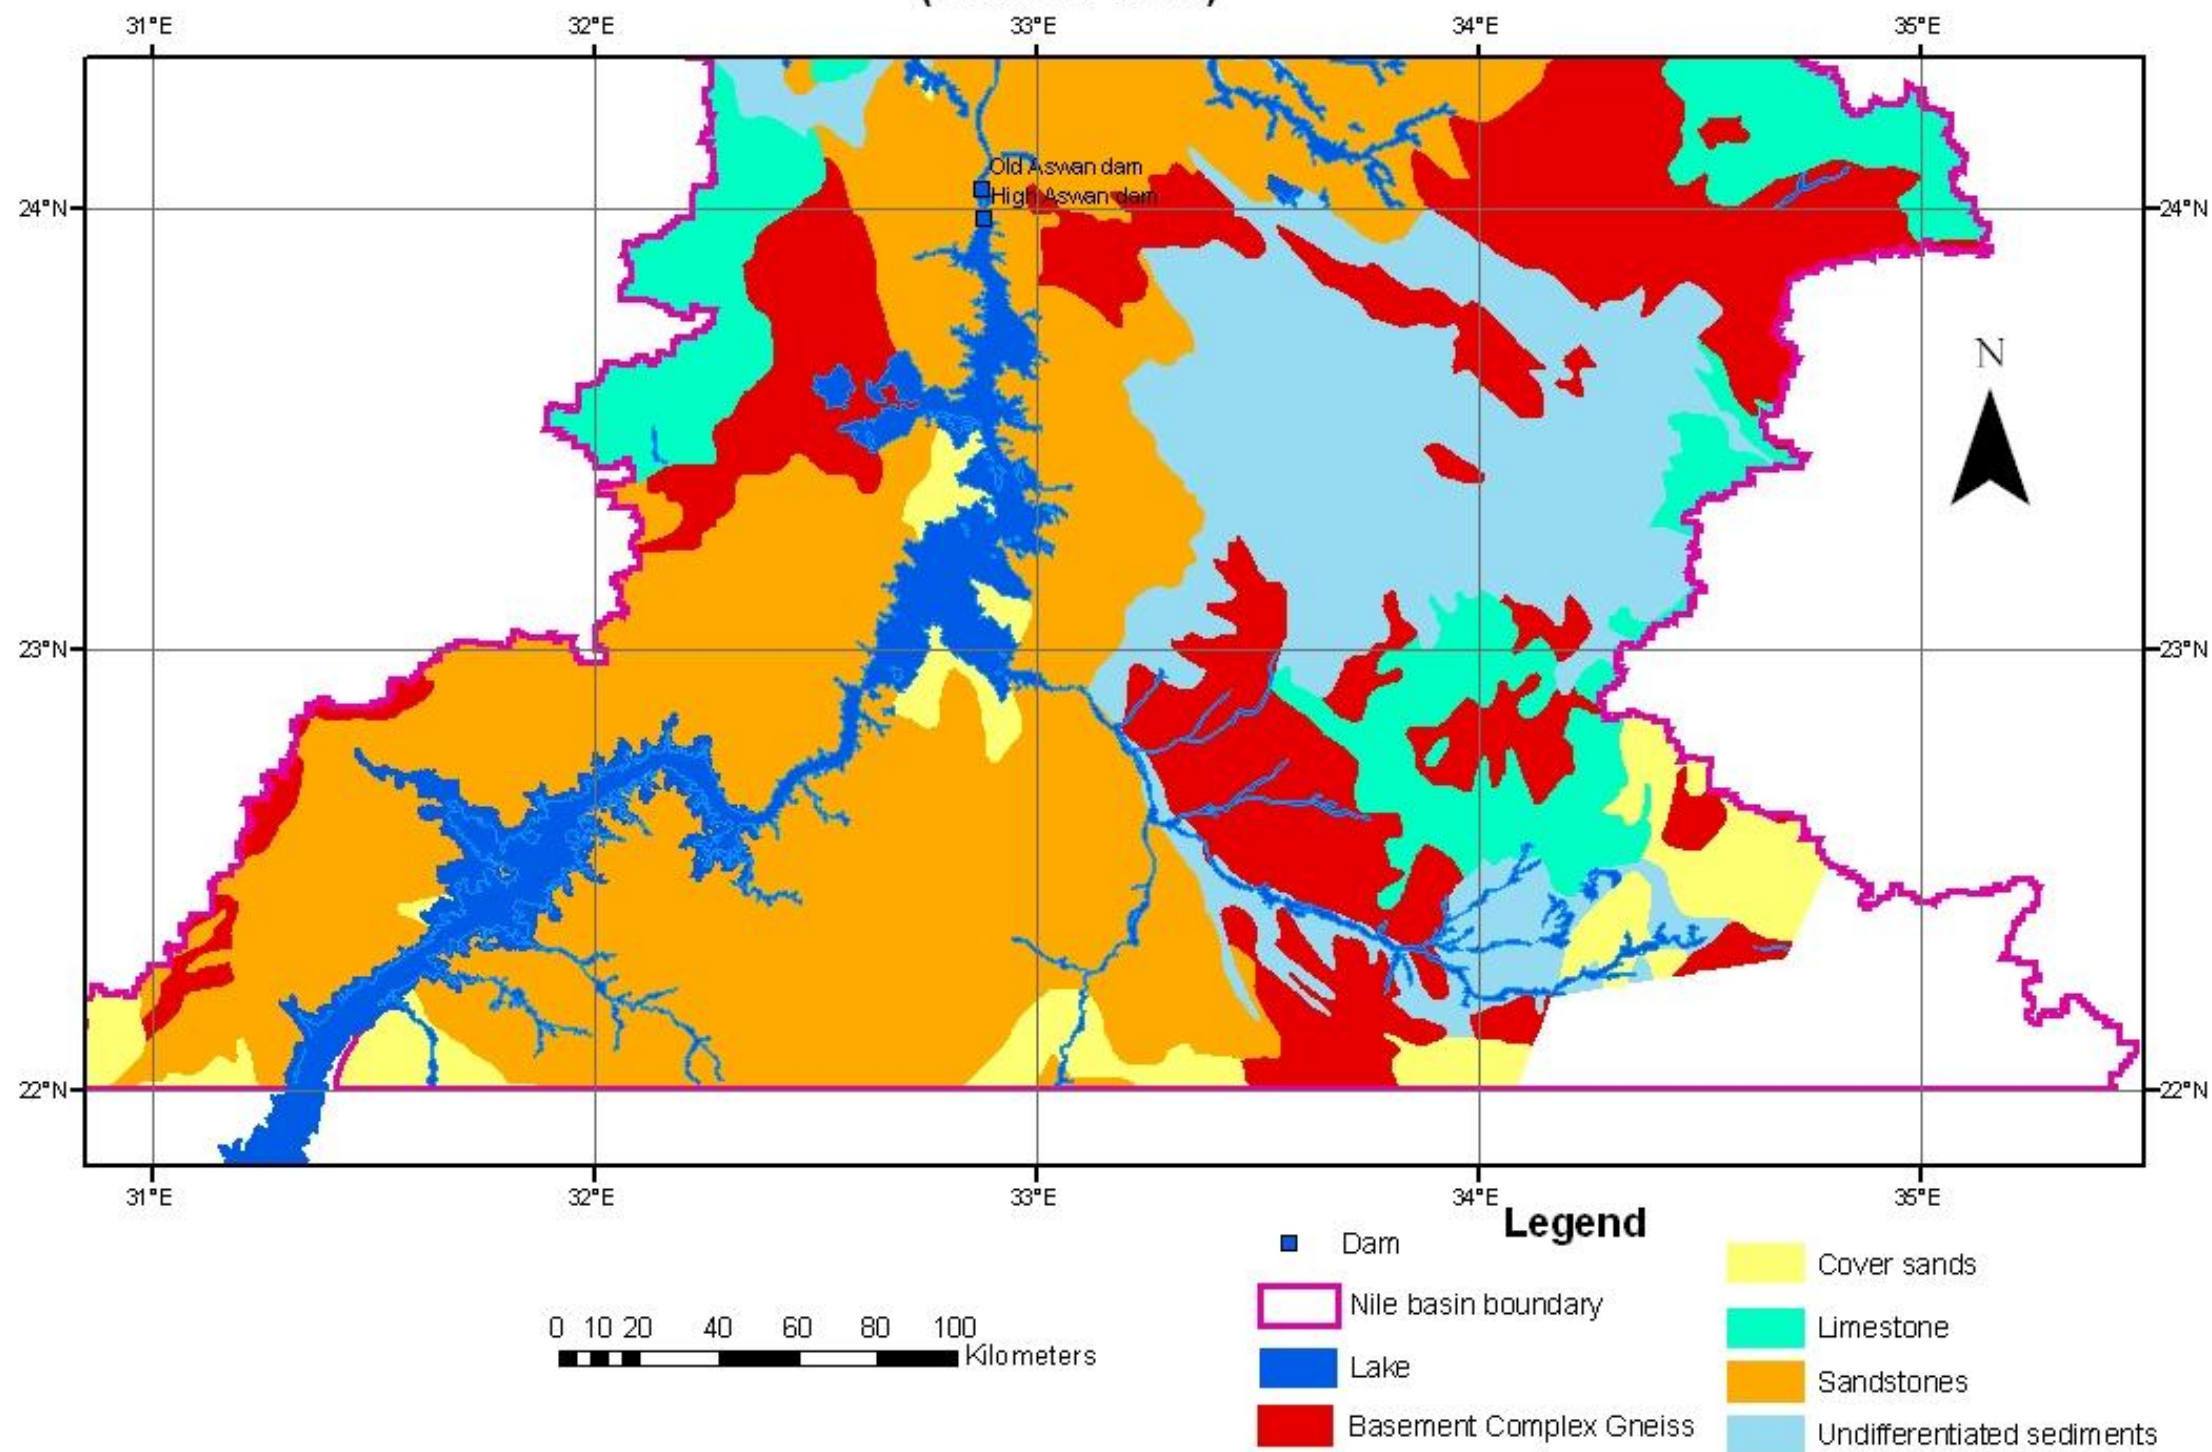 31°E 32°E 33°E 34°E 35°E
Old Aswan dam
High Aswan dam
24°N 24°N
N
23°N 23°N
22°N 22°N
31°E 32°E 33°E 34°E 35°E
Legend
Dam
Nile basin boundary
Lake
Basement Complex Gneiss
Cover sands
Limestone
Sandstones
Undifferentiated sediments
0 10 20 40 60 80 100
Kilometers